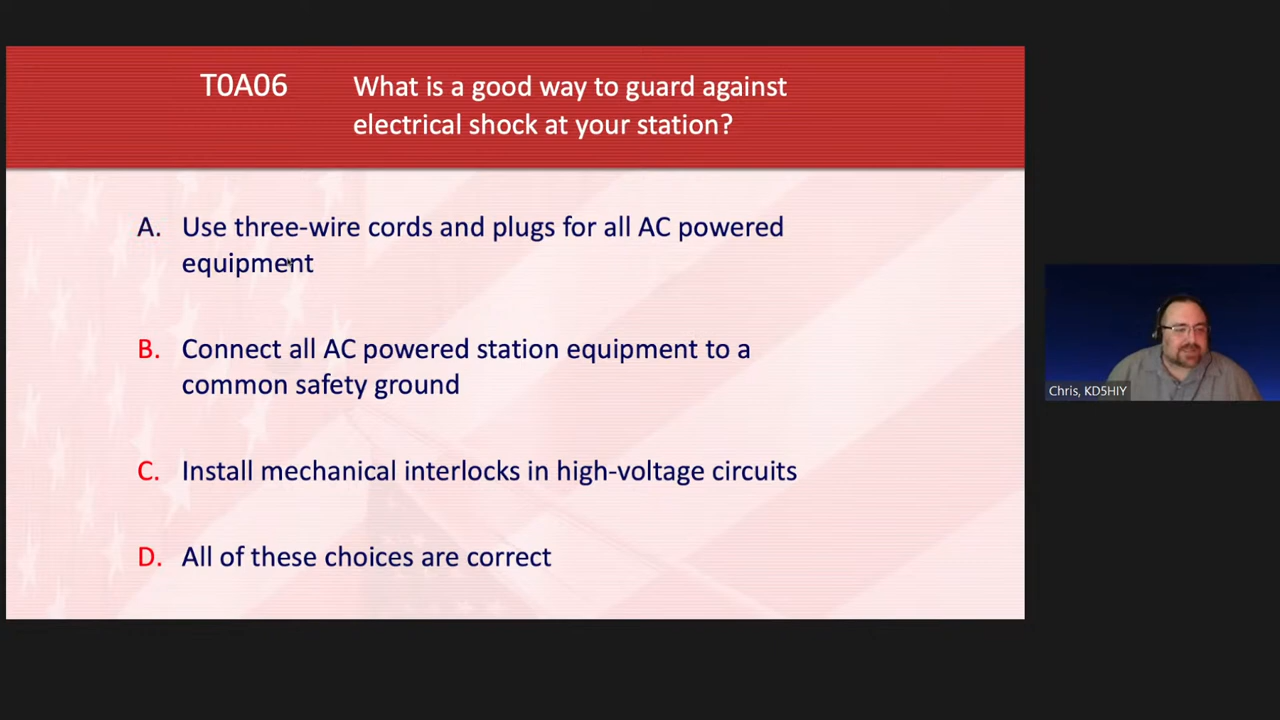 T0A06
What is a good way to guard against
electrical shock at your station?
A. Use three-wire cords and plugs for all AC powered
equipment
B. Connect all AC powered station equipment to a
common safety ground
C. Install mechanical interlocks in high-voltage circuits
D. All of these choices are correct
Chris, KD5HIY